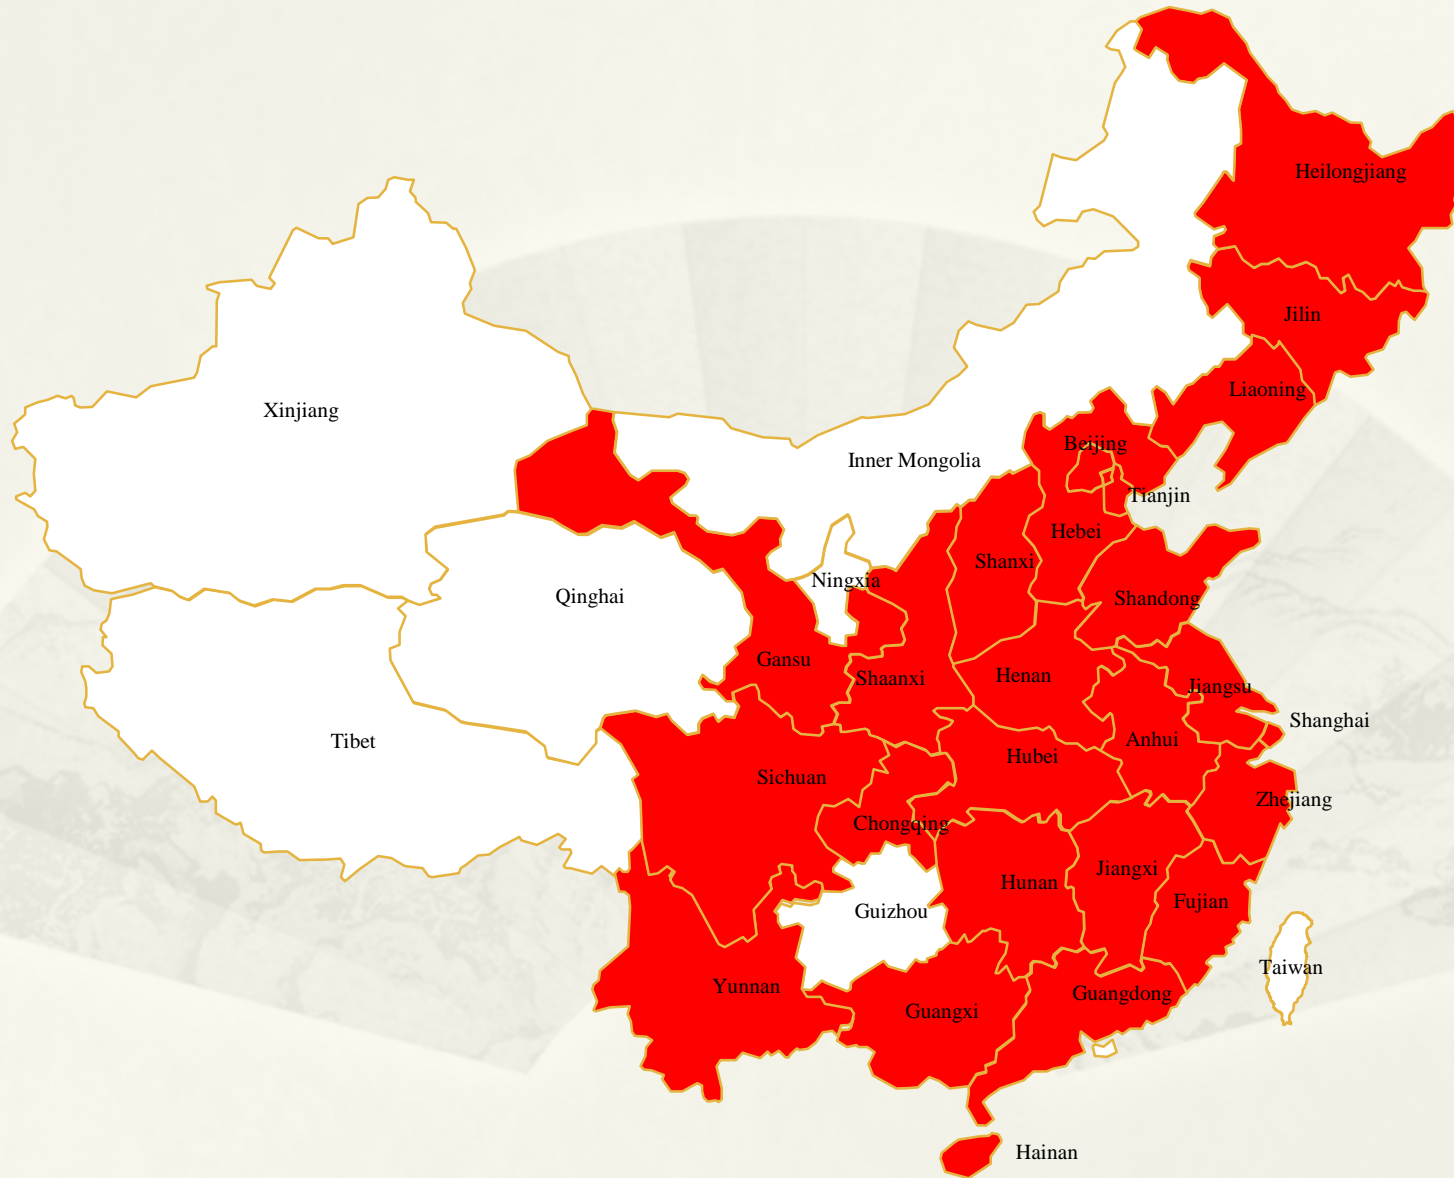 Heilongjiang
Jilin
Liaoning
Xinjiang
Beijing
Inner Mongolia
Tianjin
Hebei
Shanxi
Ningxia
Qinghai
Shandong
Gansu
Shaanxi
Henan
Jiangsu
Shanghai
Tibet
Anhui
Hubei
Sichuan
Zhejiang
Chongqing
Jiangxi
Hunan
Fujian
Guizhou
Taiwan
Yunnan
Guangdong
Guangxi
Hainan